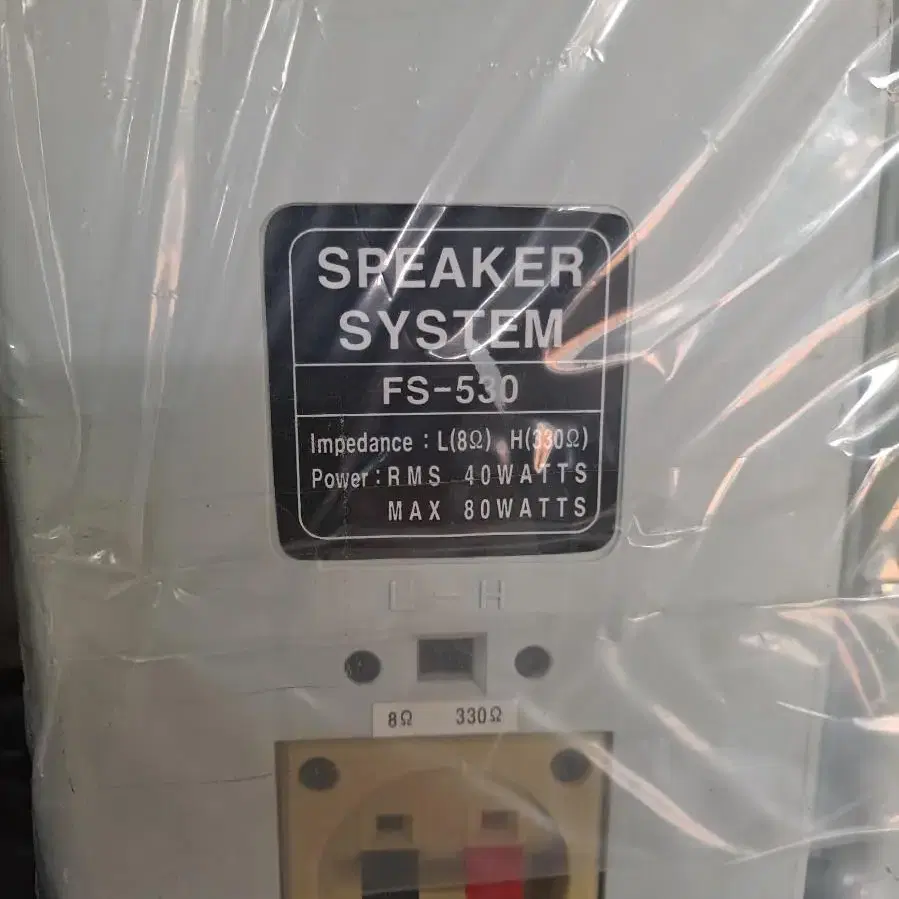 SPEAKER
SYSTEM
FS-530
Impedance : L(8Ω) H(330Ω)
Power : RMS 40WATTS
MAX 80WATTS
L - H
8Ω 330Ω